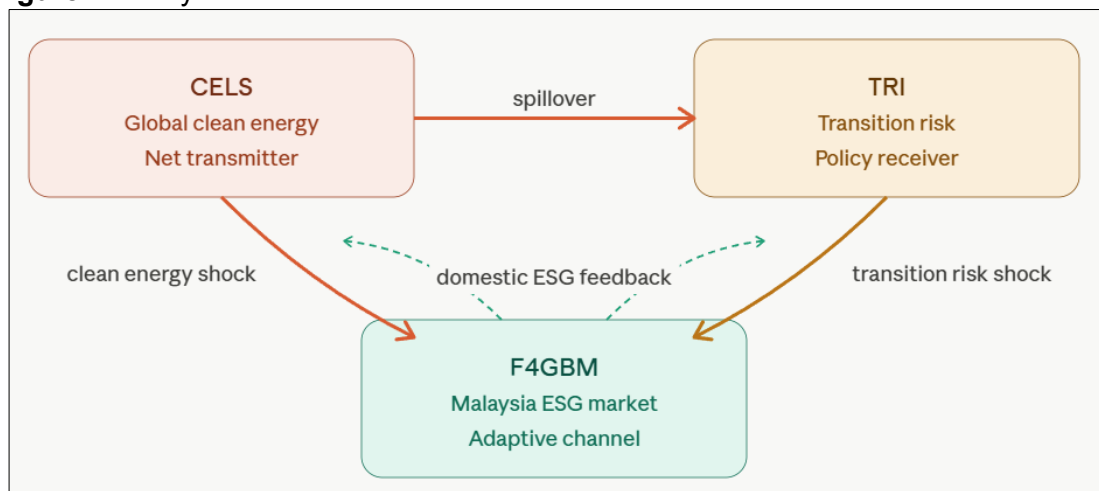 CELS
Global clean energy
Net transmitter
spillover
TRI
Transition risk
Policy receiver
clean energy shock
domestic ESG feedback
transition risk shock
F4GBM
Malaysia ESG market
Adaptive channel